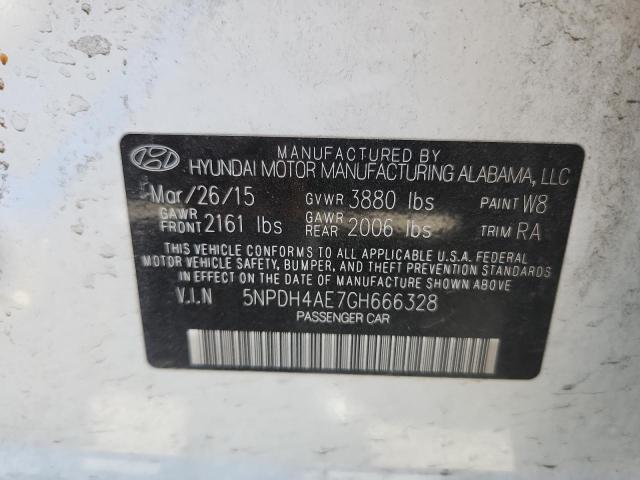 MANUFACTURED BY
HYUNDAI MOTOR MANUFACTURING ALABAMA, LLC
Mar/26/15 GVWR 3880 lbs PAINT W8
GAWR FRONT 2161 lbs GAWR REAR 2006 lbs TRIM RA
THIS VEHICLE CONFORMS TO ALL APPLICABLE U.S.A. FEDERAL
MOTOR VEHICLE SAFETY, BUMPER, AND THEFT PREVENTION STANDARDS
IN EFFECT ON THE DATE OF MANUFACTURE SHOWN ABOVE.
V.I.N 5NPDH4AE7GH666328
PASSENGER CAR